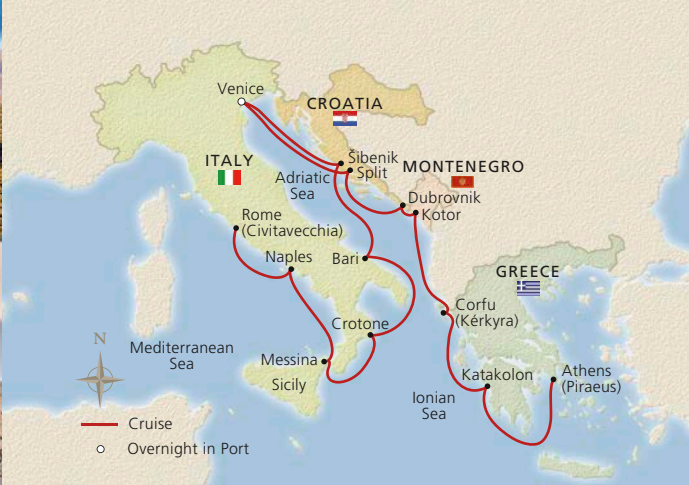 Venice
CROATIA
ITALY
Šibenik
Split
MONTENEGRO
Adriatic
Sea
Dubrovnik
Kotor
Rome
(Civitavecchia)
Naples
Bari
GREECE
Corfu
(Kérkyra)
Crotone
N
Mediterranean
Sea
Messina
Sicily
Katakolon
Athens
(Piraeus)
Ionian
Sea
Cruise
Overnight in Port